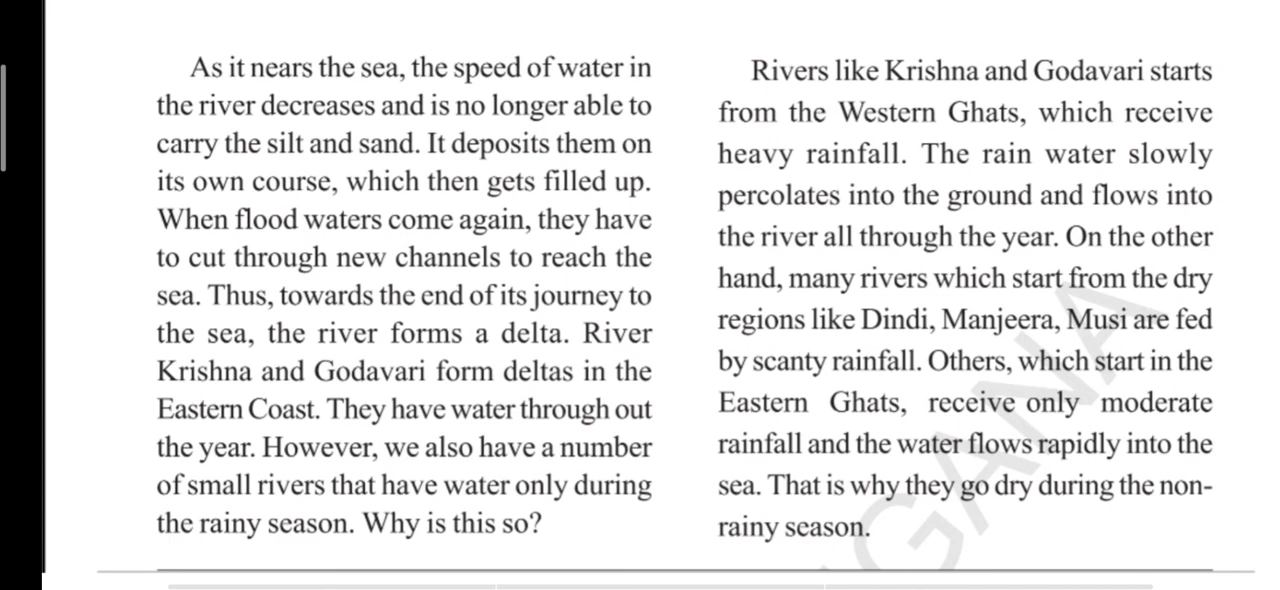 As it nears the sea, the speed of water in
the river decreases and is no longer able to
carry the silt and sand. It deposits them on
its own course, which then gets filled up.
When flood waters come again, they have
to cut through new channels to reach the
sea. Thus, towards the end of its journey to
the sea, the river forms a delta. River
Krishna and Godavari form deltas in the
Eastern Coast. They have water through out
the year. However, we also have a number
of small rivers that have water only during
the rainy season. Why is this so?
Rivers like Krishna and Godavari starts
from the Western Ghats, which receive
heavy rainfall. The rain water slowly
percolates into the ground and flows into
the river all through the year. On the other
hand, many rivers which start from the dry
regions like Dindi, Manjeera, Musi are fed
by scanty rainfall. Others, which start in the
Eastern Ghats, receive only moderate
rainfall and the water flows rapidly into the
sea. That is why they go dry during the non-
rainy season.
GANA